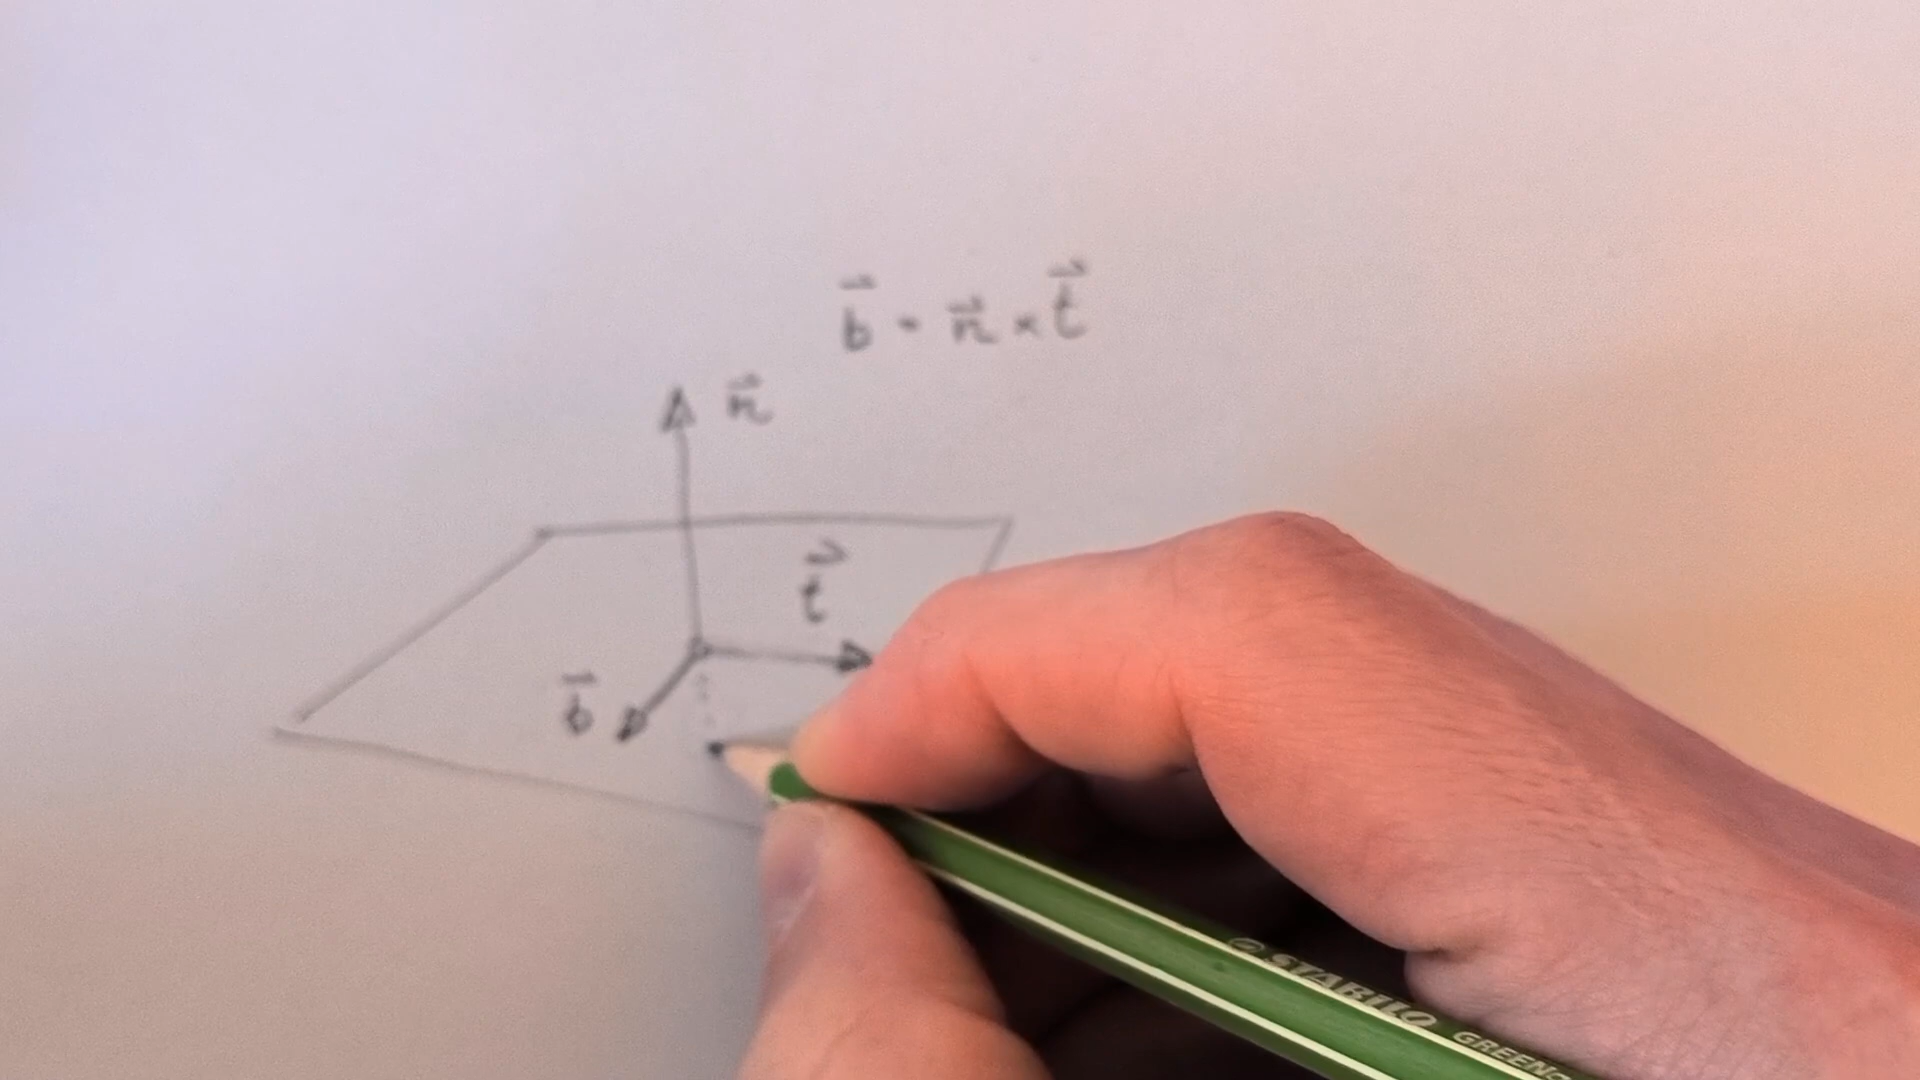 b⃗ = n⃗ × t⃗
n⃗
t⃗
b⃗
STABILO GREEN